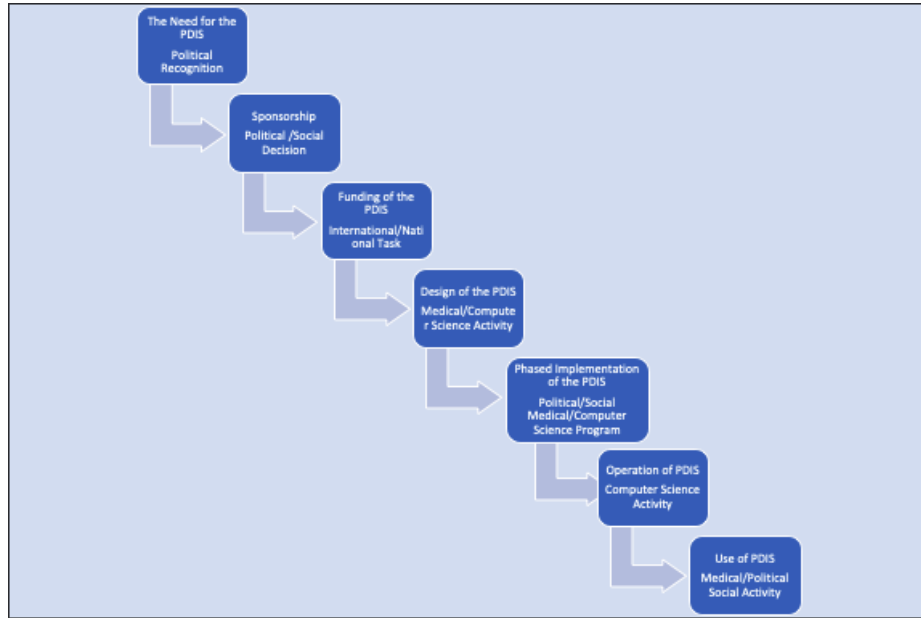 The Need for the
PDIS
Political
Recognition
Sponsorship
Political /Social
Decision
Funding of the
PDIS
International/Nati
onal Task
Design of the PDIS
Medical/Compute
r Science Activity
Phased Implementation
of the PDIS
Political/Social
Medical/Computer
Science Program
Operation of PDIS
Computer Science
Activity
Use of PDIS
Medical/Political
Social Activity